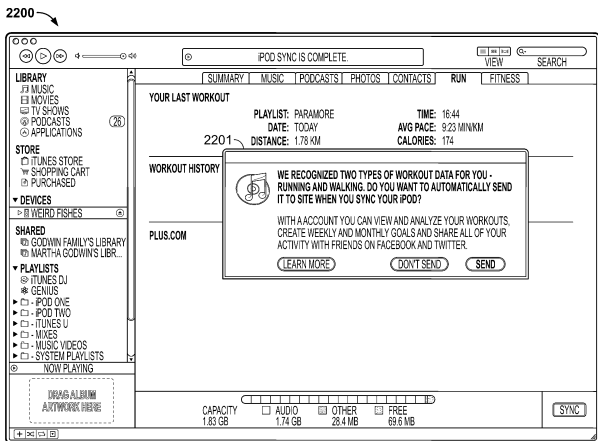 2200
iPOD SYNC IS COMPLETE.
VIEW
SEARCH
LIBRARY
MUSIC
MOVIES
TV SHOWS
PODCASTS 26
APPLICATIONS
STORE
iTUNES STORE
SHOPPING CART
PURCHASED
DEVICES
WEIRD FISHES
SHARED
GODWIN FAMILY'S LIBRARY
MARTHA GODWIN'S LIBR...
PLAYLISTS
iTUNES DJ
GENIUS
- iPOD ONE
- iPOD TWO
- iTUNES U
- MIXES
- MUSIC VIDEOS
- SYSTEM PLAYLISTS
NOW PLAYING
DRAG ALBUM
ARTWORK HERE
SUMMARY MUSIC PODCASTS PHOTOS CONTACTS RUN FITNESS
YOUR LAST WORKOUT
PLAYLIST: PARAMORE TIME: 16:44
DATE: TODAY AVG PACE: 9:23 MIN/KM
DISTANCE: 1.78 KM CALORIES: 174
2201
WORKOUT HISTORY
PLUS.COM
WE RECOGNIZED TWO TYPES OF WORKOUT DATA FOR YOU -
RUNNING AND WALKING. DO YOU WANT TO AUTOMATICALLY SEND
IT TO SITE WHEN YOU SYNC YOUR iPOD?
WITH A ACCOUNT YOU CAN VIEW AND ANALYZE YOUR WORKOUTS,
CREATE WEEKLY AND MONTHLY GOALS AND SHARE ALL OF YOUR
ACTIVITY WITH FRIENDS ON FACEBOOK AND TWITTER.
LEARN MORE DON'T SEND SEND
CAPACITY AUDIO OTHER FREE
1.83 GB 1.74 GB 28.4 MB 69.6 MB
SYNC